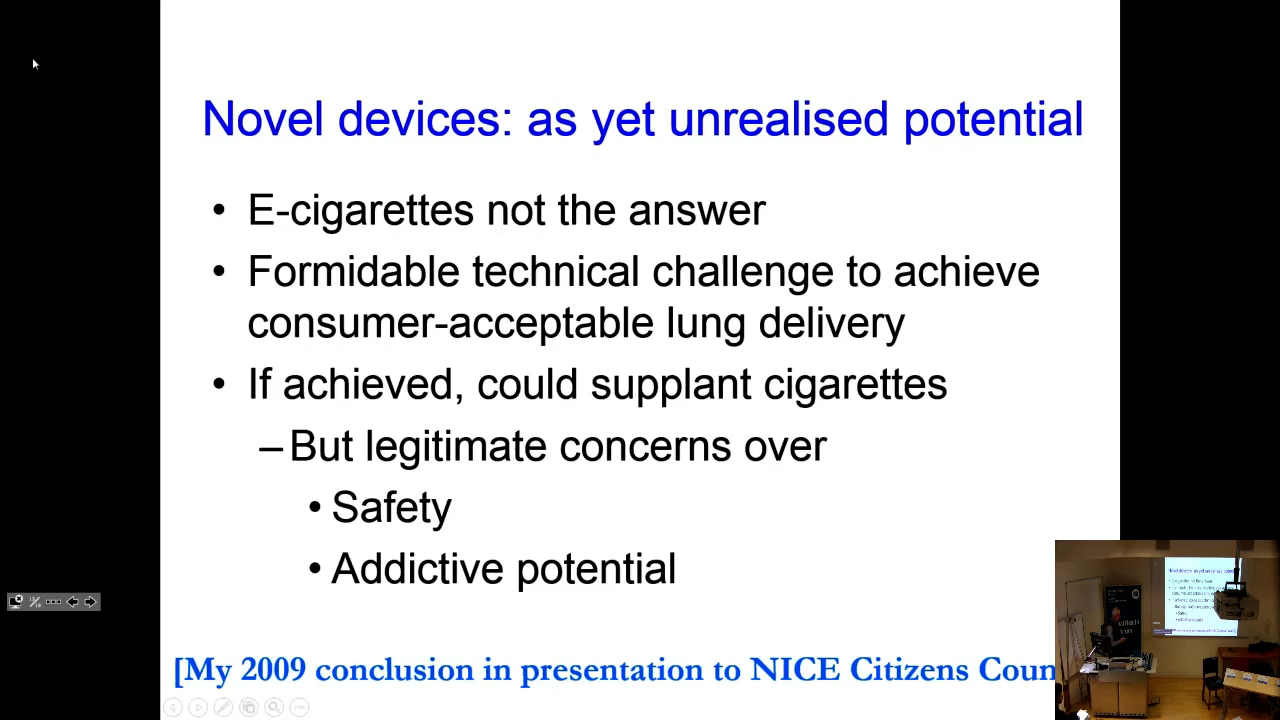 Novel devices: as yet unrealised potential
• E-cigarettes not the answer
• Formidable technical challenge to achieve
consumer-acceptable lung delivery
• If achieved, could supplant cigarettes
–But legitimate concerns over
• Safety
• Addictive potential
[My 2009 conclusion in presentation to NICE Citizens Coun